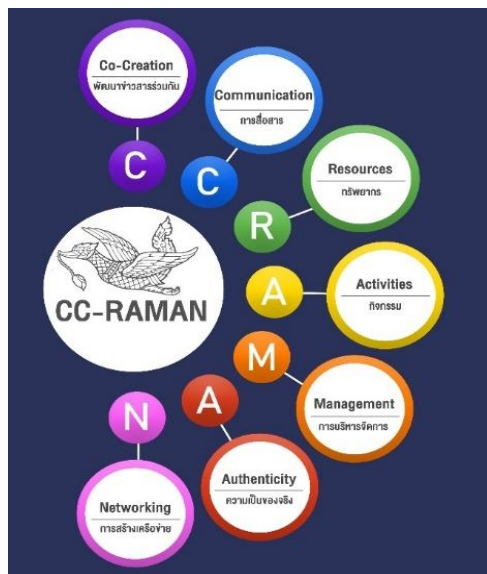 Co-Creation
พัฒนาข่าวสารร่วมกัน
C
Communication
การสื่อสาร
C
Resources
ทรัพยากร
R
Activities
กิจกรรม
A
Management
การบริหารจัดการ
M
Authenticity
ความเป็นของจริง
A
Networking
การสร้างเครือข่าย
N
CC-RAMAN